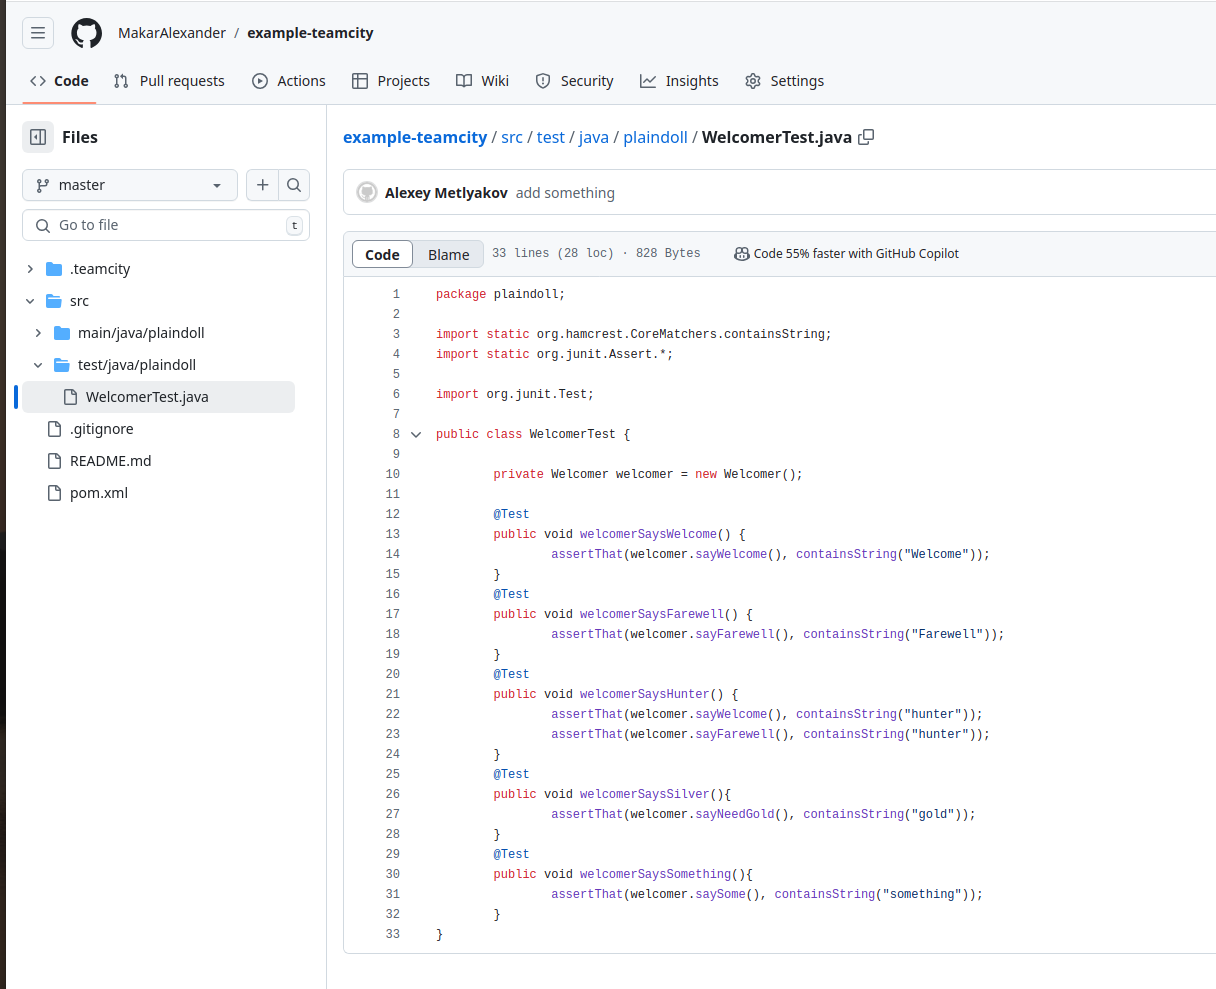 MakarAlexander / example-teamcity
Code Pull requests Actions Projects Wiki Security Insights Settings
Files
master
Go to file t
.teamcity
src
main/java/plaindoll
test/java/plaindoll
WelcomerTest.java
.gitignore
README.md
pom.xml
example-teamcity / src / test / java / plaindoll / WelcomerTest.java
Alexey Metlyakov add something
Code Blame 33 lines (28 loc) · 828 Bytes Code 55% faster with GitHub Copilot
1 package plaindoll;
2
3 import static org.hamcrest.CoreMatchers.containsString;
4 import static org.junit.Assert.*;
5
6 import org.junit.Test;
7
8 public class WelcomerTest {
9
10 private Welcomer welcomer = new Welcomer();
11
12 @Test
13 public void welcomerSaysWelcome() {
14 assertThat(welcomer.sayWelcome(), containsString("Welcome"));
15 }
16 @Test
17 public void welcomerSaysFarewell() {
18 assertThat(welcomer.sayFarewell(), containsString("Farewell"));
19 }
20 @Test
21 public void welcomerSaysHunter() {
22 assertThat(welcomer.sayWelcome(), containsString("hunter"));
23 assertThat(welcomer.sayFarewell(), containsString("hunter"));
24 }
25 @Test
26 public void welcomerSaysSilver(){
27 assertThat(welcomer.sayNeedGold(), containsString("gold"));
28 }
29 @Test
30 public void welcomerSaysSomething(){
31 assertThat(welcomer.saySome(), containsString("something"));
32 }
33 }